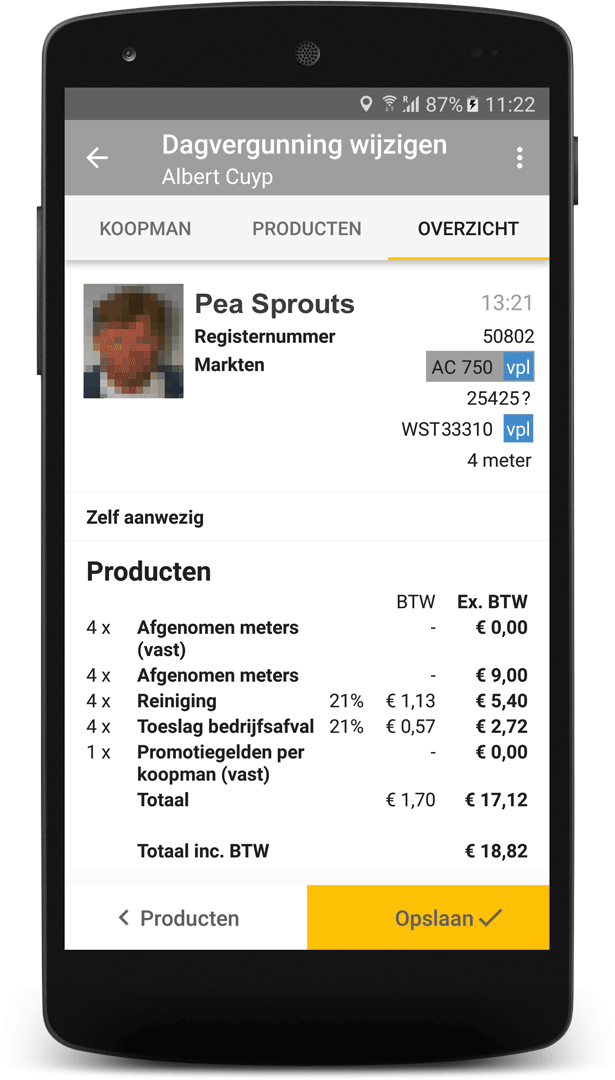 R 87% 11:22
Dagvergunning wijzigen
Albert Cuyp
KOOPMAN PRODUCTEN OVERZICHT
Pea Sprouts 13:21
Registernummer 50802
Markten AC 750 vpl
25425?
WST33310 vpl
4 meter
Zelf aanwezig
Producten
BTW Ex. BTW
4 x Afgenomen meters - € 0,00
(vast)
4 x Afgenomen meters - € 9,00
4 x Reiniging 21% € 1,13 € 5,40
4 x Toeslag bedrijfsafval 21% € 0,57 € 2,72
1 x Promotiegelden per - € 0,00
koopman (vast)
Totaal € 1,70 € 17,12
Totaal inc. BTW € 18,82
Producten Opslaan